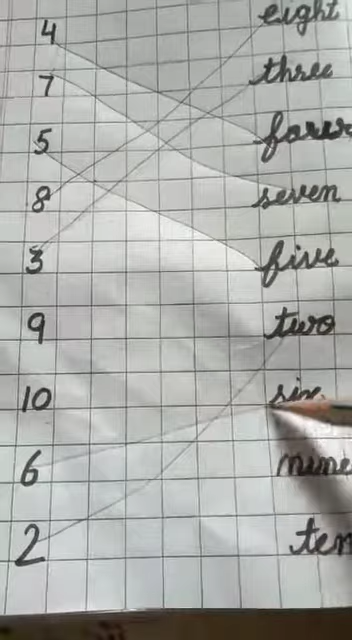 4 eight
7 three
5 four
8 seven
3 five
9 two
10 six
6 nine
2 ten